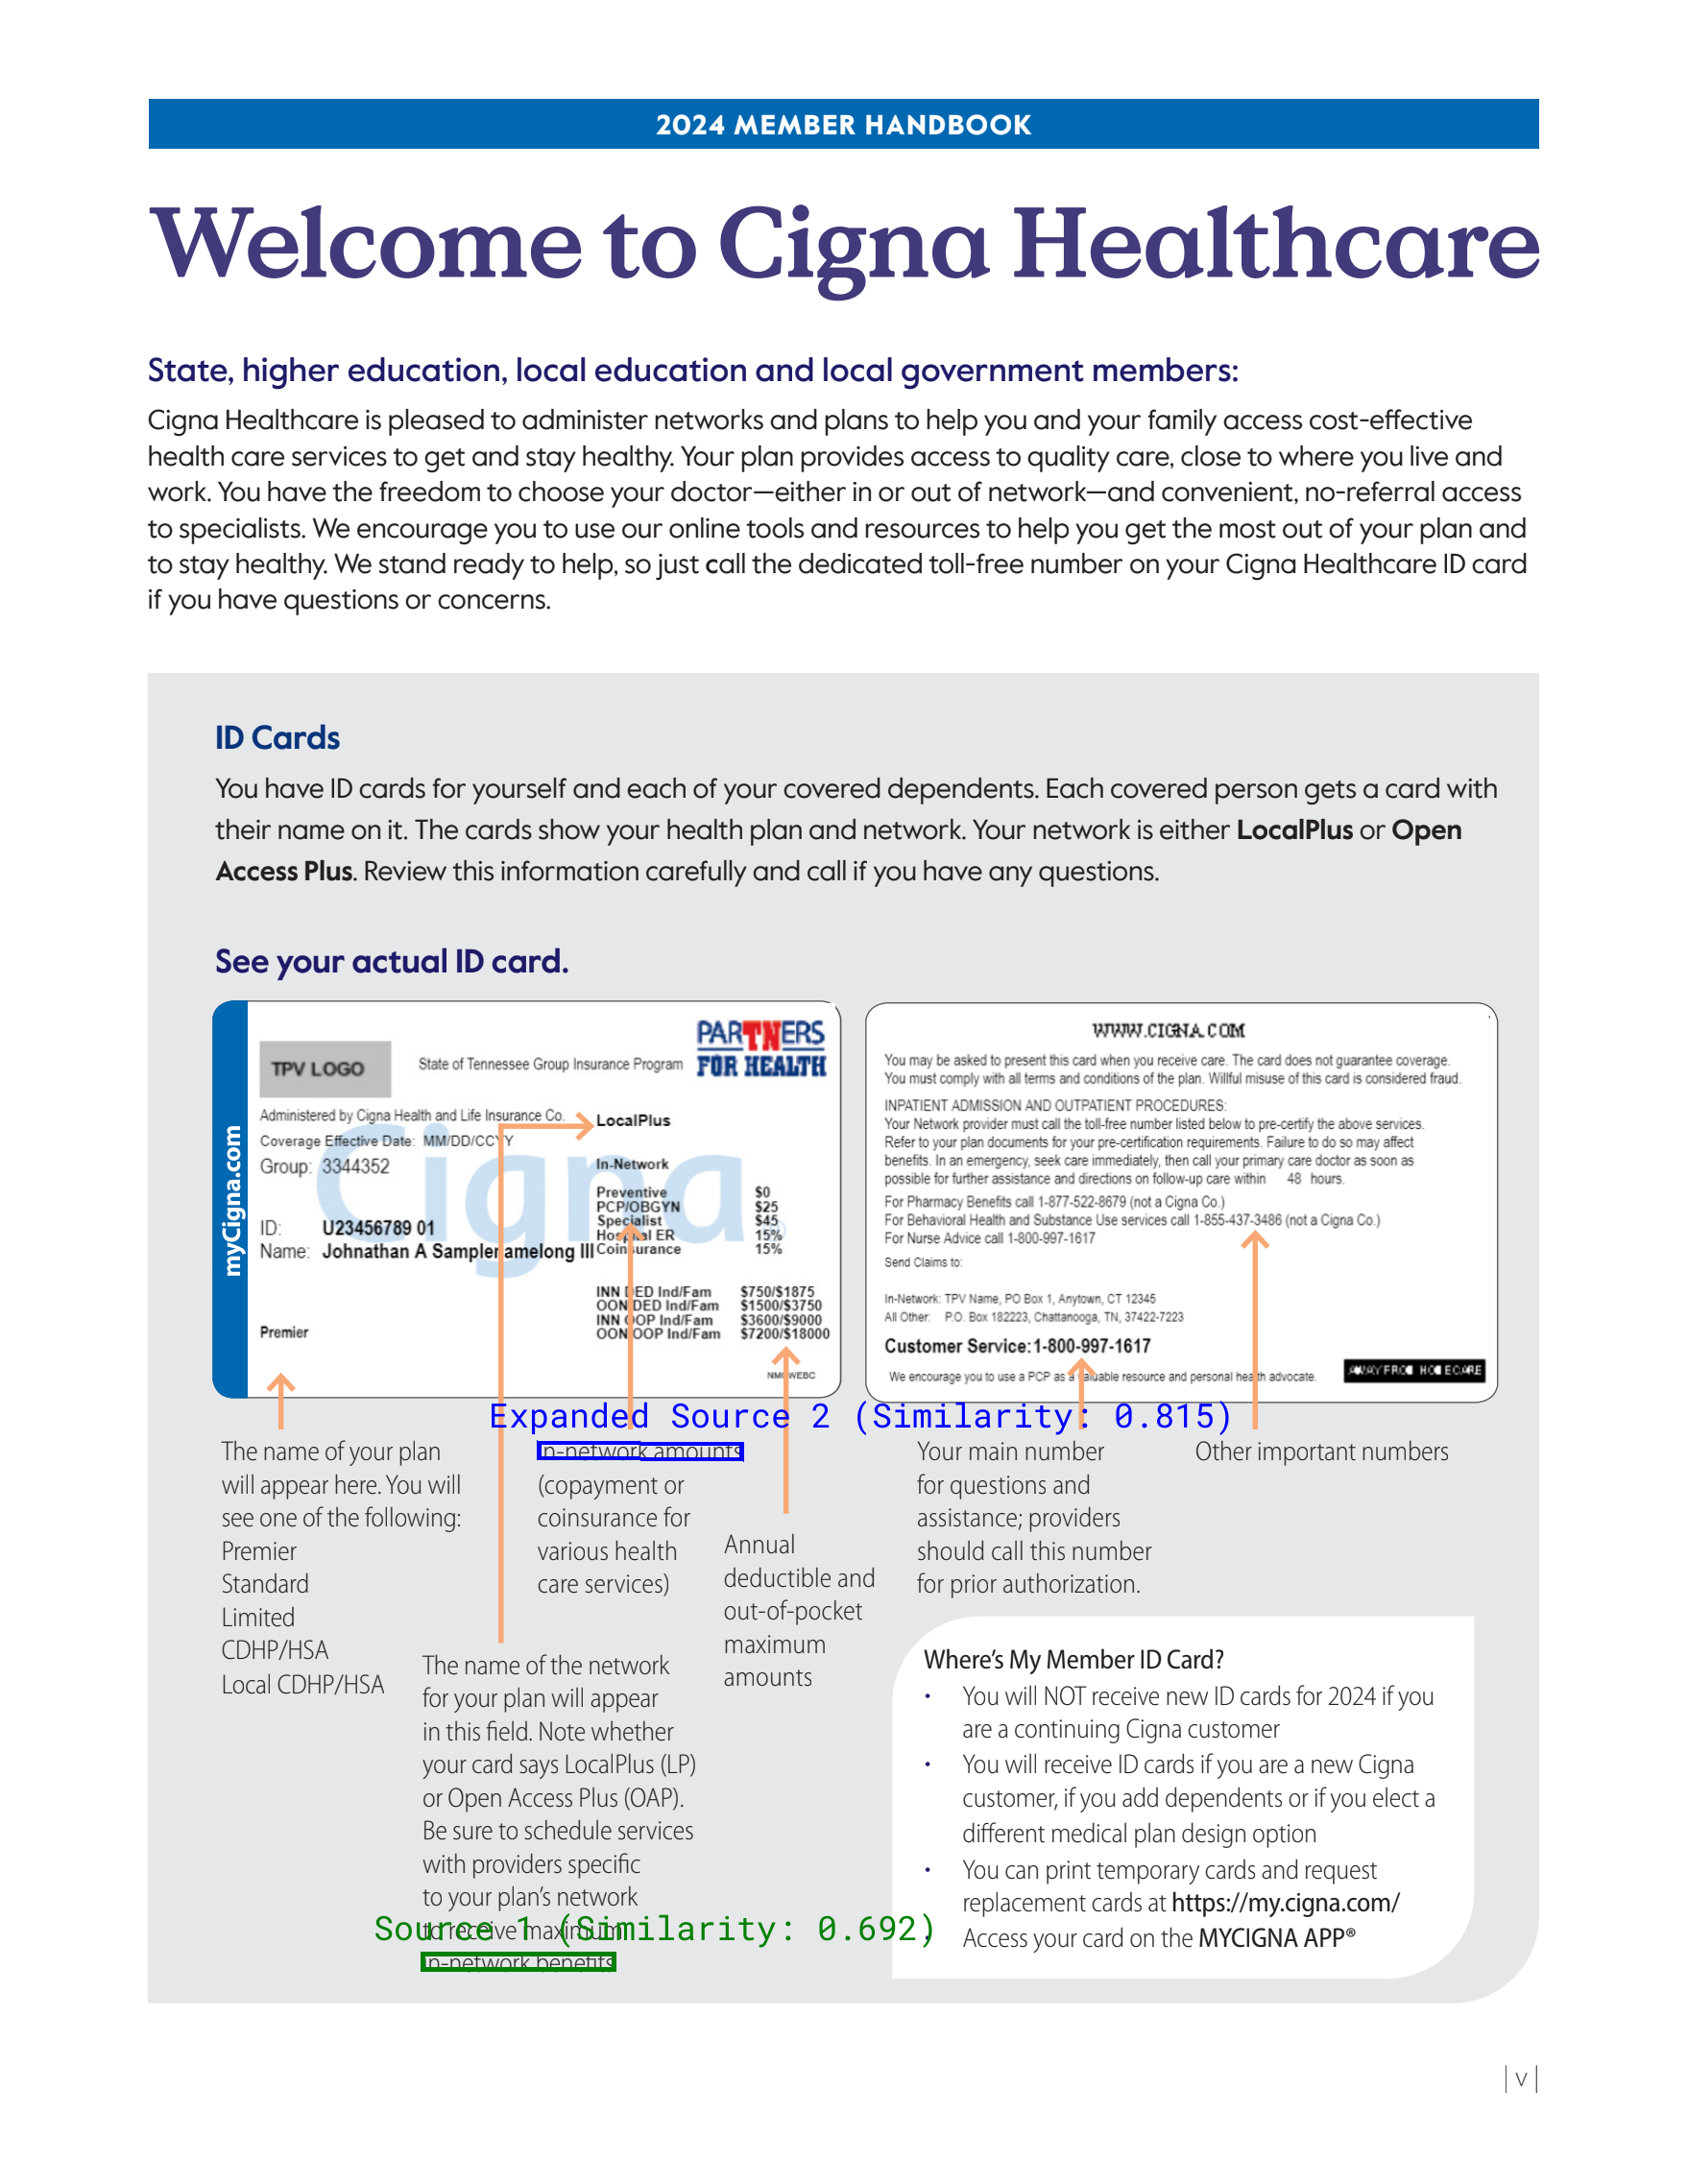 2024 MEMBER HANDBOOK
Welcome to Cigna Healthcare
State, higher education, local education and local government members:
Cigna Healthcare is pleased to administer networks and plans to help you and your family access cost-effective
health care services to get and stay healthy. Your plan provides access to quality care, close to where you live and
work. You have the freedom to choose your doctor—either in or out of network—and convenient, no-referral access
to specialists. We encourage you to use our online tools and resources to help you get the most out of your plan and
to stay healthy. We stand ready to help, so just call the dedicated toll-free number on your Cigna Healthcare ID card
if you have questions or concerns.
ID Cards
You have ID cards for yourself and each of your covered dependents. Each covered person gets a card with
their name on it. The cards show your health plan and network. Your network is either LocalPlus or Open
Access Plus. Review this information carefully and call if you have any questions.
See your actual ID card.
myCigna.com
TPV LOGO
State of Tennessee Group Insurance Program
PARTNERS
FOR HEALTH
Cigna
Administered by Cigna Health and Life Insurance Co.
Coverage Effective Date: MM/DD/CCYY
Group: 3344352
ID: U23456789 01
Name: Johnathan A Samplernamelong III
Premier
LocalPlus
In-Network
Preventive $0
PCP/OBGYN $25
Specialist $45
Hospital ER 15%
Coinsurance 15%
INN DED Ind/Fam $750/$1875
OON DED Ind/Fam $1500/$3750
INN OOP Ind/Fam $3600/$9000
OON OOP Ind/Fam $7200/$18000
WWW.CIGNA.COM
You may be asked to present this card when you receive care. The card does not guarantee coverage.
You must comply with all terms and conditions of the plan. Willful misuse of this card is considered fraud.
INPATIENT ADMISSION AND OUTPATIENT PROCEDURES:
Your Network provider must call the toll-free number listed below to pre-certify the above services.
Refer to your plan documents for your pre-certification requirements. Failure to do so may affect
benefits. In an emergency, seek care immediately, then call your primary care doctor as soon as
possible for further assistance and directions on follow-up care within 48 hours.
For Pharmacy Benefits call 1-877-522-8679 (not a Cigna Co.)
For Behavioral Health and Substance Use services call 1-855-437-3486 (not a Cigna Co.)
For Nurse Advice call 1-800-997-1617
Send Claims to:
In-Network: TPV Name, PO Box 1, Anytown, CT 12345
All Other: P.O. Box 182223, Chattanooga, TN, 37422-7223
Customer Service: 1-800-997-1617
We encourage you to use a PCP as a valuable resource and personal health advocate.
AWAY FROM HOME CARE
Expanded Source 2 (Similarity: 0.815)
The name of your plan
will appear here. You will
see one of the following:
Premier
Standard
Limited
CDHP/HSA
Local CDHP/HSA
In-network amounts
(copayment or
coinsurance for
various health
care services)
The name of the network
for your plan will appear
in this field. Note whether
your card says LocalPlus (LP)
or Open Access Plus (OAP).
Be sure to schedule services
with providers specific
to your plan's network
to receive maximum
Source 1 (Similarity: 0.692)
in-network benefits
Annual
deductible and
out-of-pocket
maximum
amounts
Your main number
for questions and
assistance; providers
should call this number
for prior authorization.
Other important numbers
Where's My Member ID Card?
• You will NOT receive new ID cards for 2024 if you
are a continuing Cigna customer
• You will receive ID cards if you are a new Cigna
customer, if you add dependents or if you elect a
different medical plan design option
• You can print temporary cards and request
replacement cards at https://my.cigna.com/
Access your card on the MYCIGNA APP®
| v |